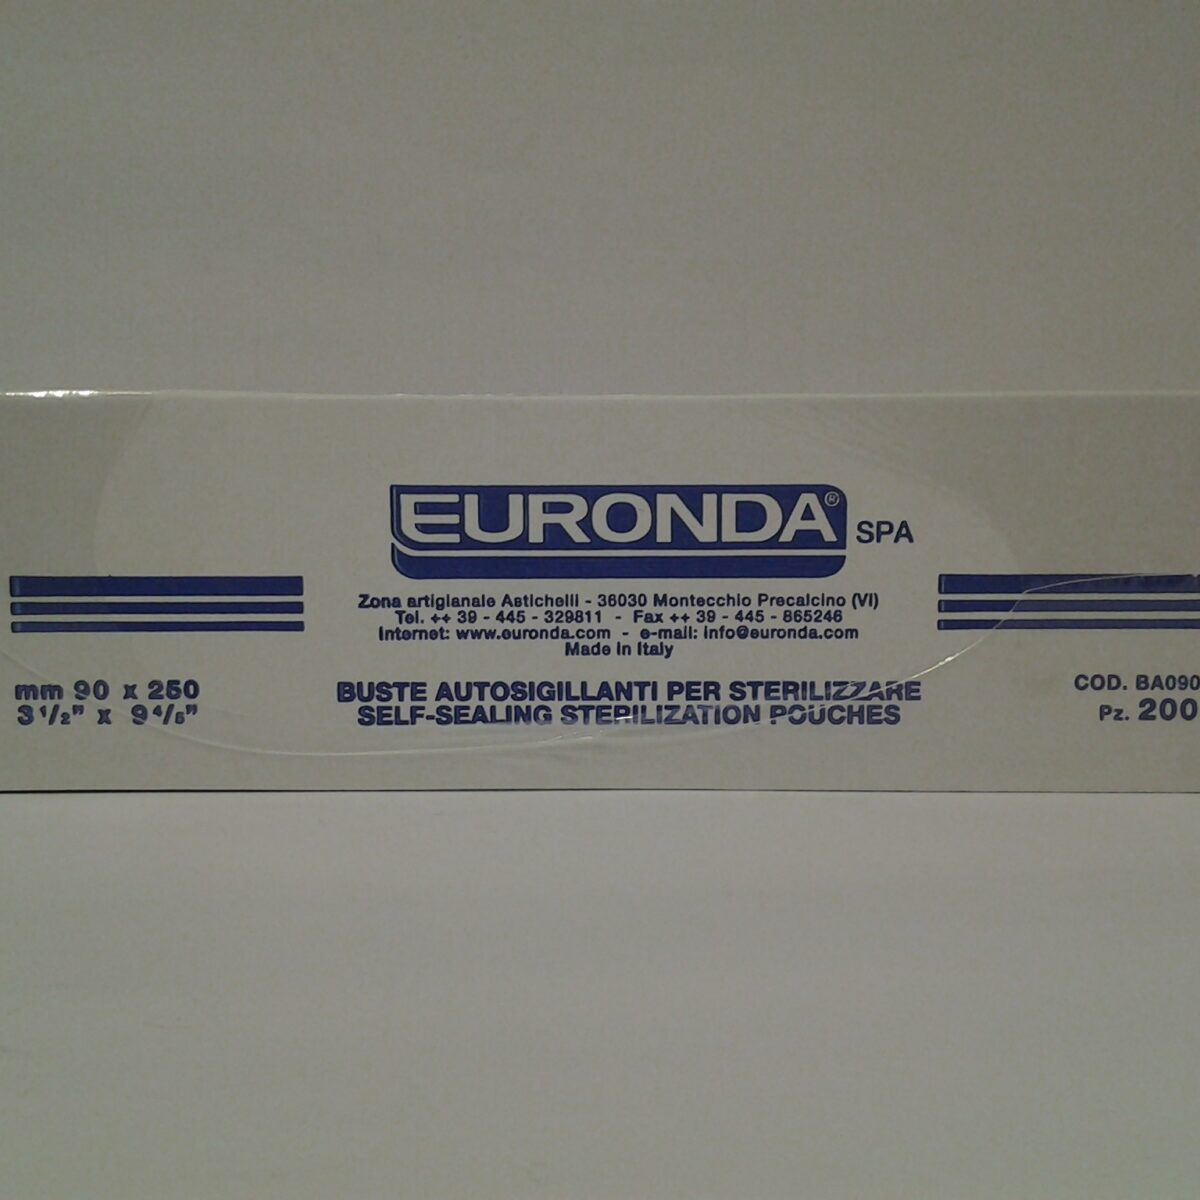 EURONDA® SPA
Zona artigianale Astichelli - 36030 Montecchio Precalcino (VI)
Tel. ++ 39 - 445 - 329811 - Fax ++ 39 - 445 - 865246
Internet: www.euronda.com - e-mail: info@euronda.com
Made in Italy
mm 90 x 250
3 1/2" x 9 4/5"
BUSTE AUTOSIGILLANTI PER STERILIZZARE
SELF-SEALING STERILIZATION POUCHES
COD. BA090
Pz. 200